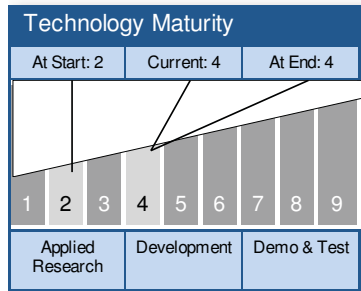 Technology Maturity
At Start: 2 Current: 4 At End: 4
1 2 3 4 5 6 7 8 9
Applied Development Demo & Test
Research